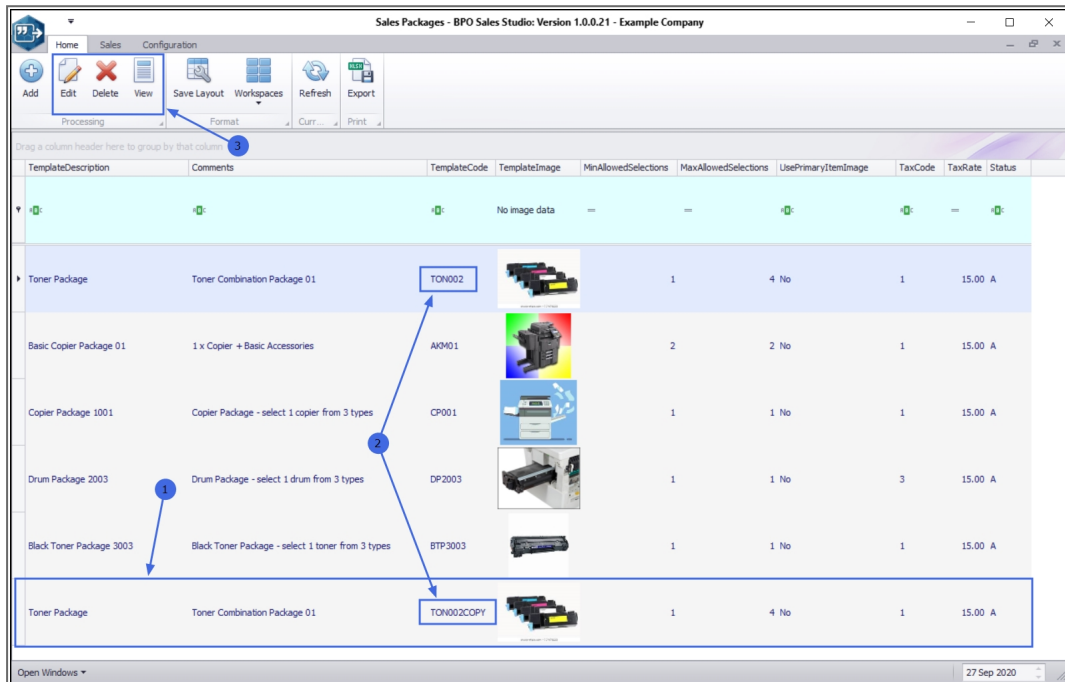 Sales Packages - BPO Sales Studio: Version 1.0.0.21 - Example Company
Home Sales Configuration
Add Edit Delete View Save Layout Workspaces Refresh Export
Processing Format Curr... Print
3
Drag a column header here to group by that column
TemplateDescription Comments TemplateCode TemplateImage MinAllowedSelections MaxAllowedSelections UsePrimaryItemImage TaxCode TaxRate Status
No image data = = =
Toner Package Toner Combination Package 01 TON002 1 4 No 1 15.00 A
Basic Copier Package 01 1 x Copier + Basic Accessories AKM01 2 2 No 1 15.00 A
Copier Package 1001 Copier Package - select 1 copier from 3 types CP001 1 1 No 1 15.00 A
2
Drum Package 2003 Drum Package - select 1 drum from 3 types DP2003 1 1 No 3 15.00 A
1
Black Toner Package 3003 Black Toner Package - select 1 toner from 3 types BTP3003 1 1 No 1 15.00 A
Toner Package Toner Combination Package 01 TON002COPY 1 4 No 1 15.00 A
Open Windows 27 Sep 2020